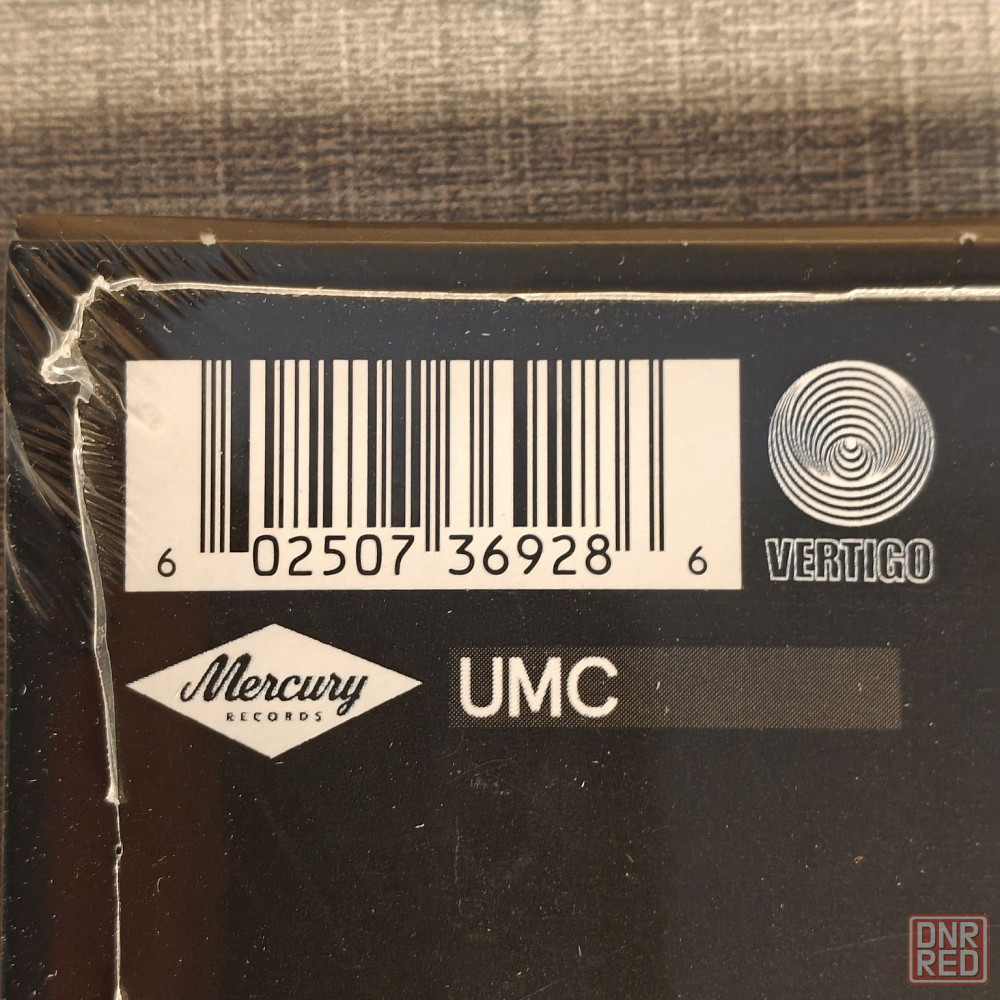 6 02507 36928 6
VERTIGO
Mercury
RECORDS
UMC
DNR
RED